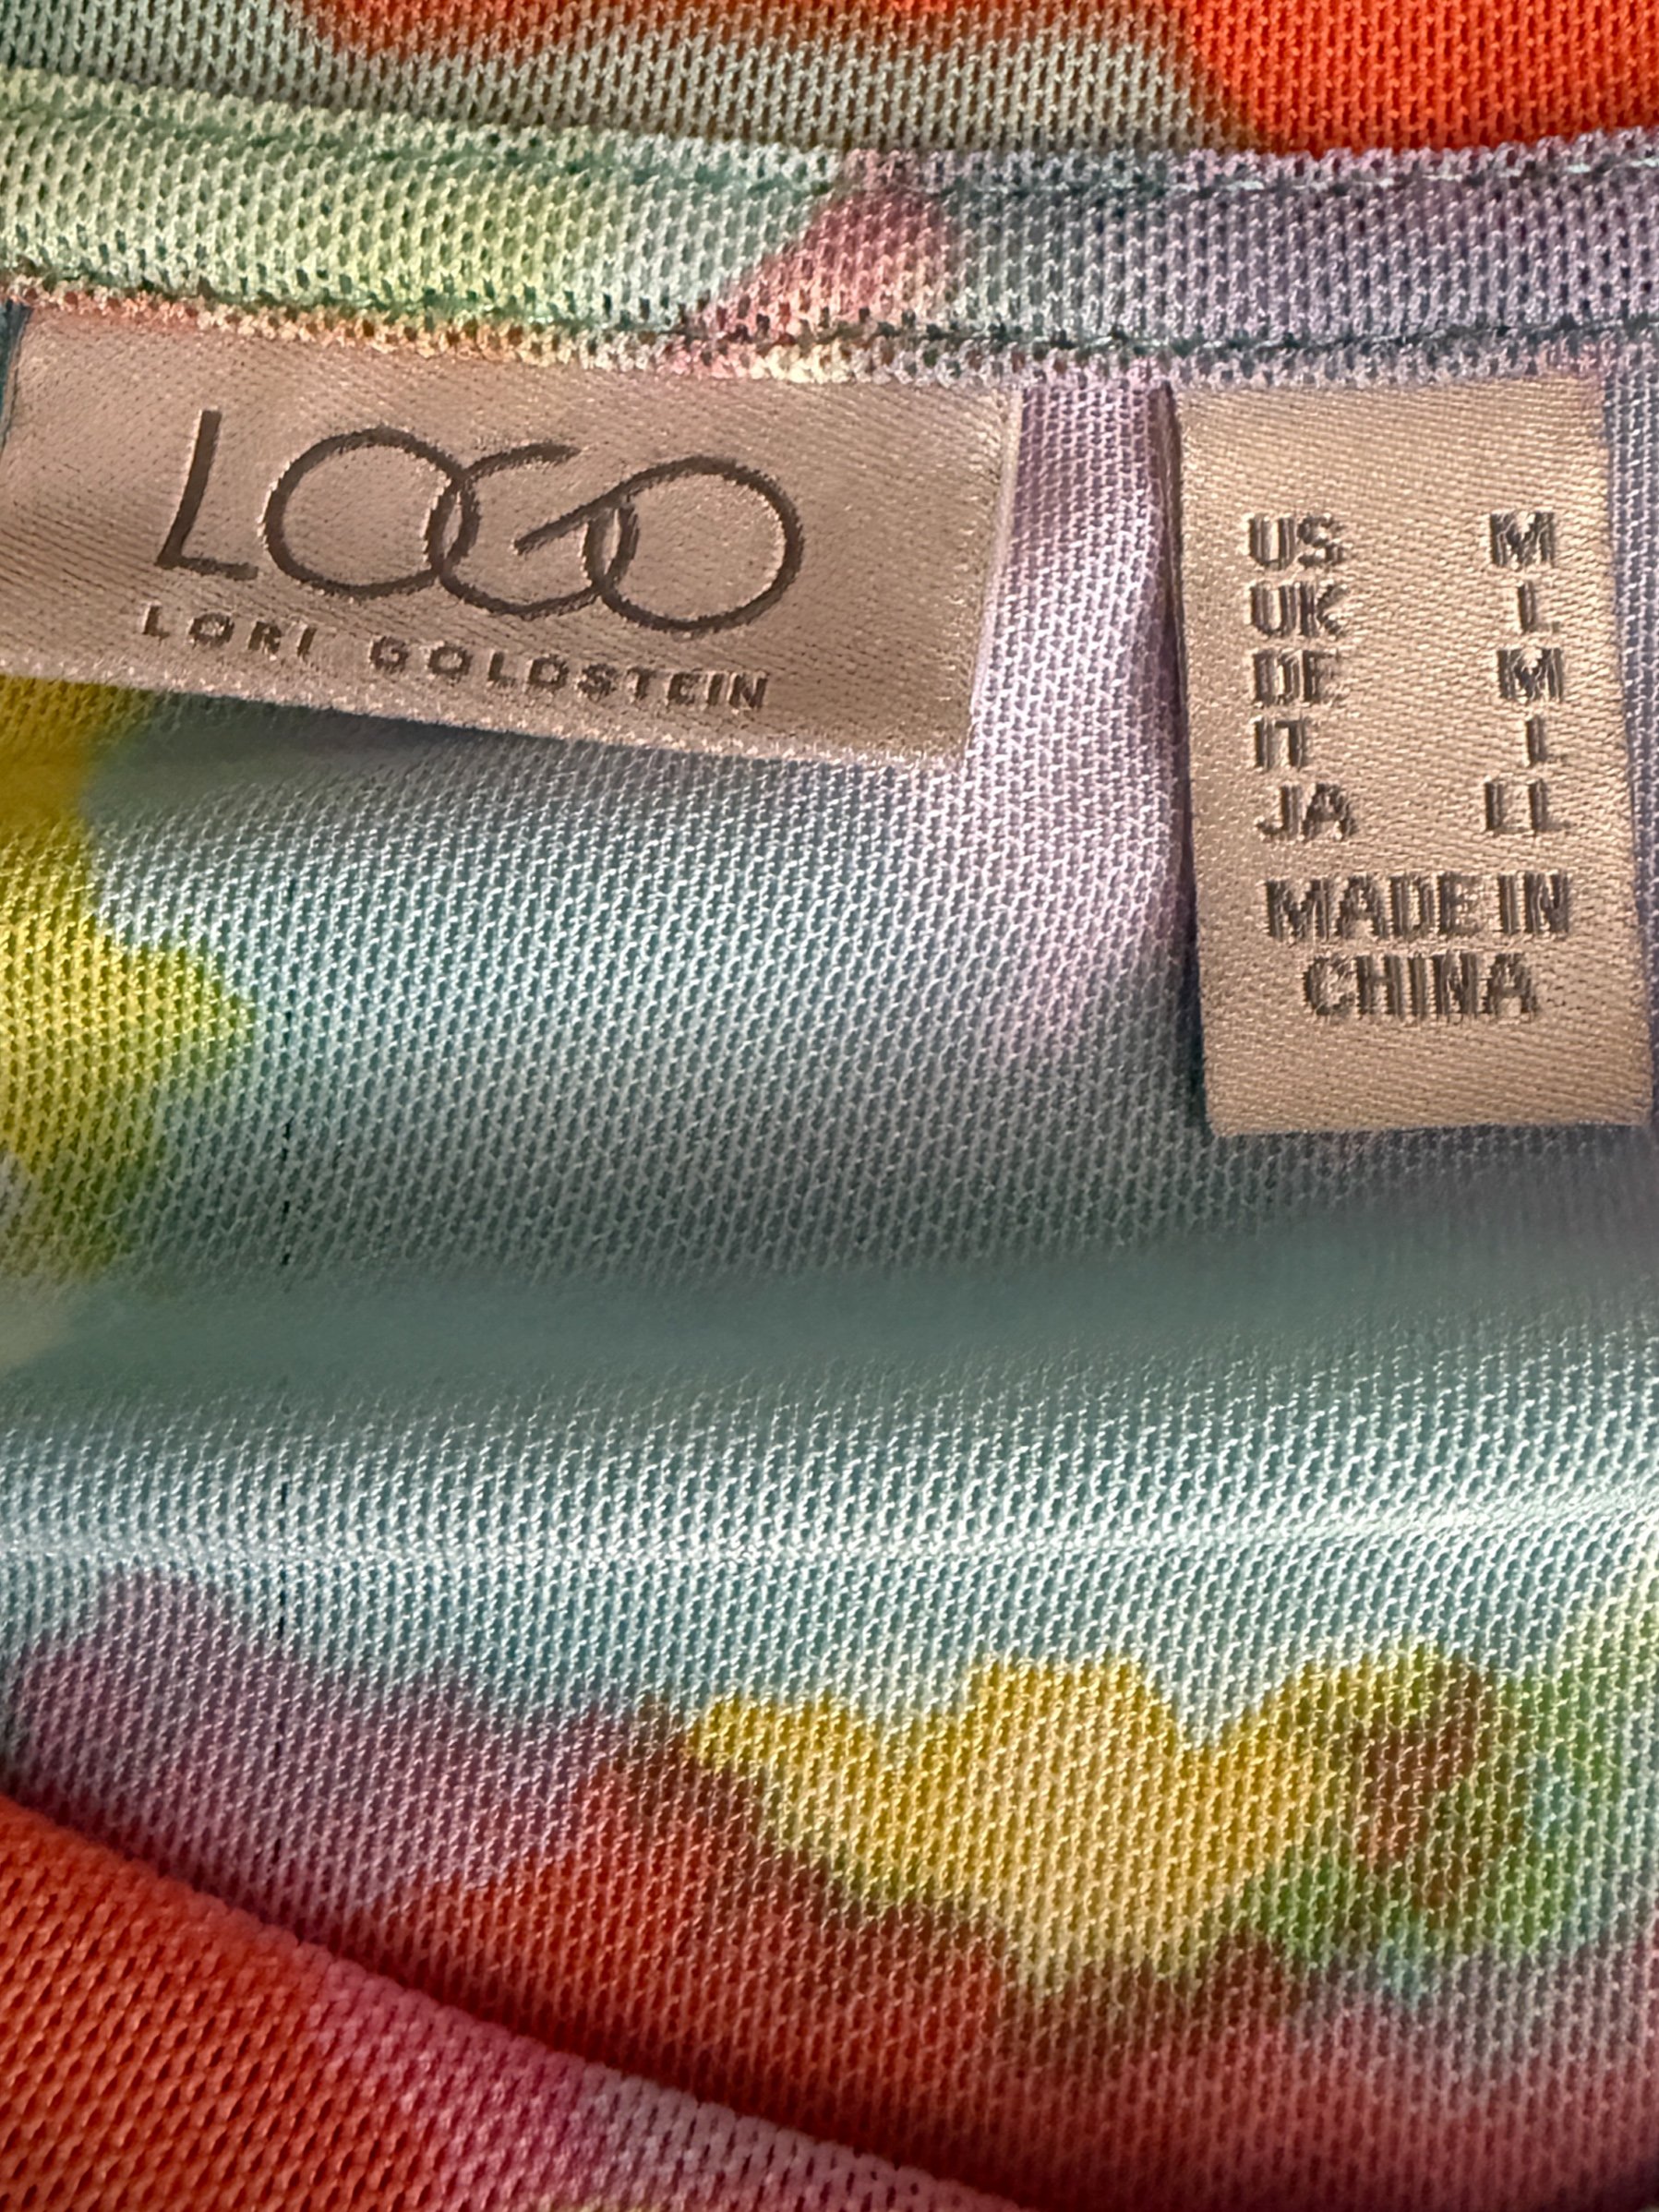 LOGO
LORI GOLDSTEIN
US M
UK L
DE M
IT L
JA LL
MADE IN
CHINA